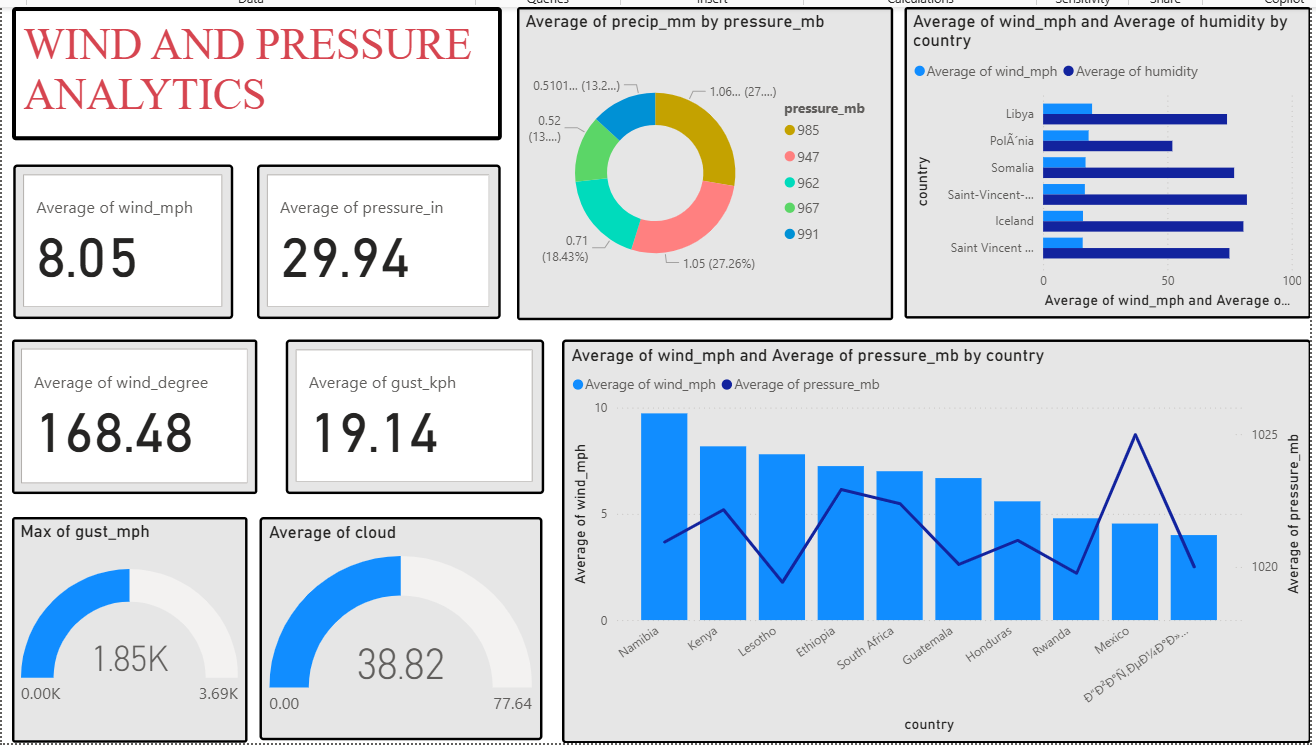 Data Queries Insert Calculations Sensitivity Share Copilot
WIND AND PRESSURE
ANALYTICS
Average of wind_mph
8.05
Average of pressure_in
29.94
Average of precip_mm by pressure_mb
0.5101... (13.2...)
1.06... (27....)
0.52
(13....)
0.71
(18.43%)
1.05 (27.26%)
pressure_mb
985
947
962
967
991
Average of wind_mph and Average of humidity by
country
Average of wind_mph Average of humidity
country
Libya
PolÃ´nia
Somalia
Saint-Vincent-...
Iceland
Saint Vincent ...
0 50 100
Average of wind_mph and Average o...
Average of wind_degree
168.48
Average of gust_kph
19.14
Max of gust_mph
1.85K
0.00K
3.69K
Average of cloud
38.82
0.00
77.64
Average of wind_mph and Average of pressure_mb by country
Average of wind_mph Average of pressure_mb
Average of wind_mph
10
5
0
1025
1020
Average of pressure_mb
Namibia
Kenya
Lesotho
Ethiopia
South Africa
Guatemala
Honduras
Rwanda
Mexico
country